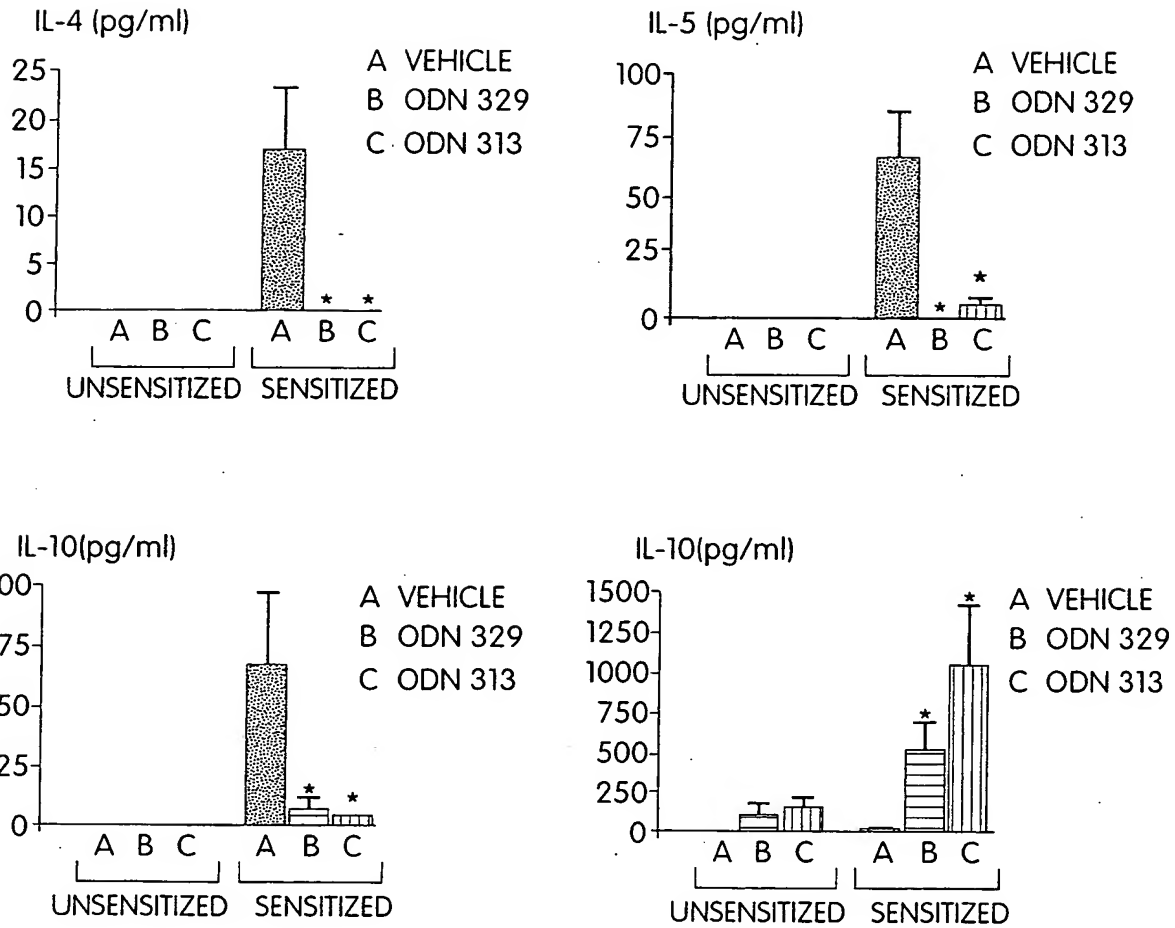 IL-4 (pg/ml)
A VEHICLE
B ODN 329
C ODN 313
25
20
15
10
5
0
* *
A B C A B C
UNSENSITIZED SENSITIZED
IL-5 (pg/ml)
A VEHICLE
B ODN 329
C ODN 313
100
75
50
25
0
* *
A B C A B C
UNSENSITIZED SENSITIZED
IL-10(pg/ml)
A VEHICLE
B ODN 329
C ODN 313
00
75
50
25
0
* *
A B C A B C
UNSENSITIZED SENSITIZED
IL-10(pg/ml)
A VEHICLE
B ODN 329
C ODN 313
1500
1250
1000
750
500
250
0
* *
A B C A B C
UNSENSITIZED SENSITIZED